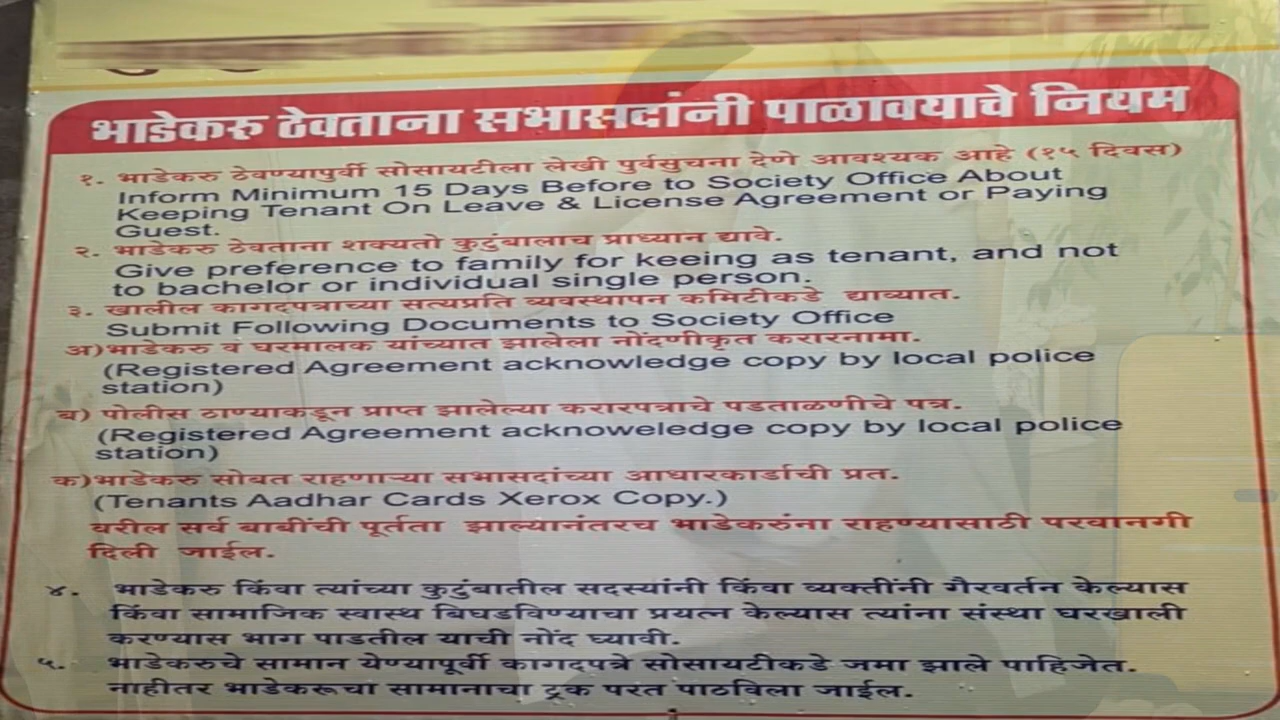 भाडेकरु ठेवताना सभासदांनी पाळावयाचे नियम
१. भाडेकरु ठेवण्यापुर्वी सोसायटीला लेखी पुर्वसुचना देणे आवश्यक आहे (१५ दिवस)
Inform Minimum 15 Days Before to Society Office About
Keeping Tenant On Leave & License Agreement or Paying
Guest.
२. भाडेकरु ठेवताना शक्यतो कुटुंबालाच प्राध्यान द्यावे.
Give preference to family for keeing as tenant, and not
to bachelor or individual single person.
३. खालील कागदपत्राच्या सत्यप्रति व्यवस्थापन कमिटीकडे द्याव्यात.
Submit Following Documents to Society Office
अ)भाडेकरु व घरमालक यांच्यात झालेला नोंदणीकृत करारनामा.
(Registered Agreement acknowledge copy by local police
station)
ब) पोलीस ठाण्याकडून प्राप्त झालेल्या करारपत्राचे पडताळणीचे पत्र.
(Registered Agreement acknoweledge copy by local police
station)
क)भाडेकरु सोबत राहणाऱ्या सभासदांच्या आधारकार्डाची प्रत.
(Tenants Aadhar Cards Xerox Copy.)
वरील सर्व बाबींची पूर्तता झाल्यानंतरच भाडेकरुंना राहण्यासाठी परवानगी
दिली जाईल.
४. भाडेकरु किंवा त्यांच्या कुटुंबातील सदस्यांनी किंवा व्यक्तींनी गैरवर्तन केल्यास
किंवा सामाजिक स्वास्थ बिघडविण्याचा प्रयत्न केल्यास त्यांना संस्था घरखाली
करण्यास भाग पाडतील याची नोंद घ्यावी.
५. भाडेकरुचे सामान येण्यापूर्वी कागदपत्रे सोसायटीकडे जमा झाले पाहिजेत.
नाहीतर भाडेकरूचा सामानाचा ट्रक परत पाठविला जाईल.